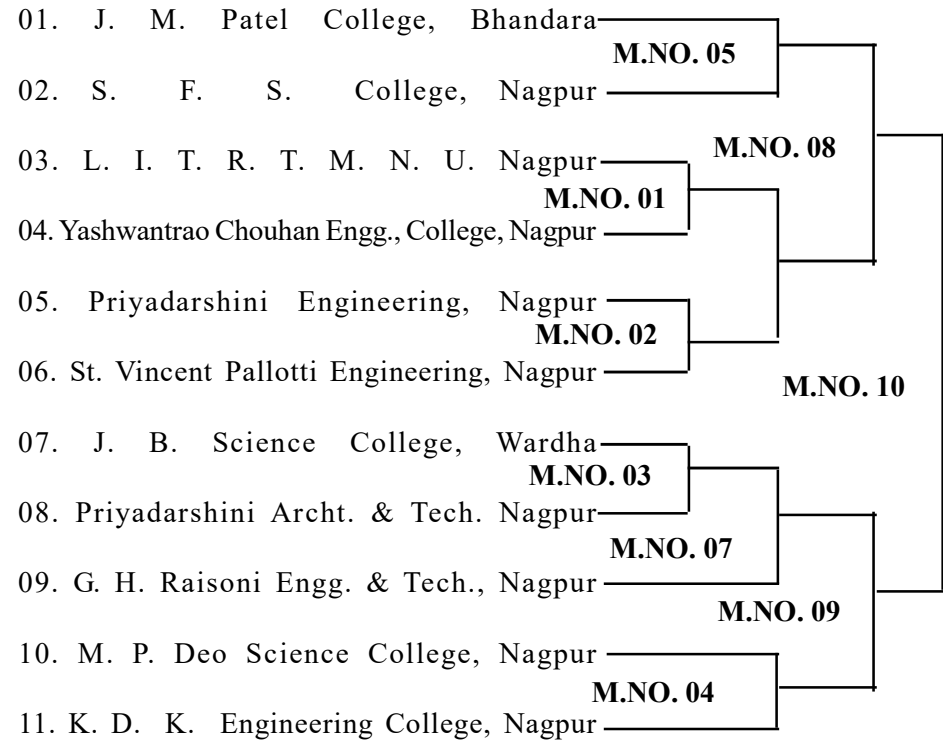 01. J. M. Patel College, Bhandara
M.NO. 05
02. S. F. S. College, Nagpur
M.NO. 08
03. L. I. T. R. T. M. N. U. Nagpur
M.NO. 01
04. Yashwantrao Chouhan Engg., College, Nagpur
05. Priyadarshini Engineering, Nagpur
M.NO. 02
06. St. Vincent Pallotti Engineering, Nagpur
M.NO. 10
07. J. B. Science College, Wardha
M.NO. 03
08. Priyadarshini Archt. & Tech. Nagpur
M.NO. 07
09. G. H. Raisoni Engg. & Tech., Nagpur
M.NO. 09
10. M. P. Deo Science College, Nagpur
M.NO. 04
11. K. D. K. Engineering College, Nagpur